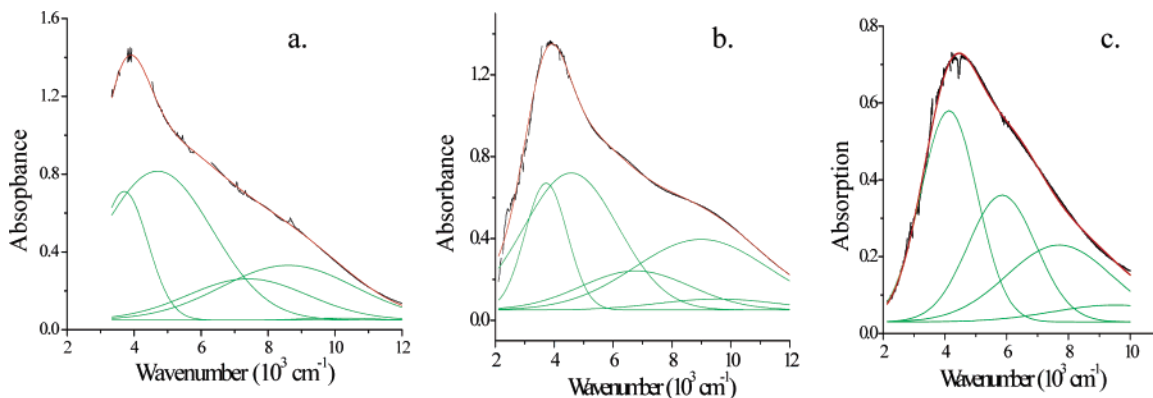 a.
1.6
1.2
0.8
0.4
0.0
Absopbance
2 4 6 8 10 12
Wavenumber (10³ cm⁻¹)
b.
1.2
0.8
0.4
0.0
Absorbance
2 4 6 8 10 12
Wavenumber (10³ cm⁻¹)
c.
0.8
0.6
0.4
0.2
0.0
Absorption
2 4 6 8 10
Wavenumber (10³ cm⁻¹)